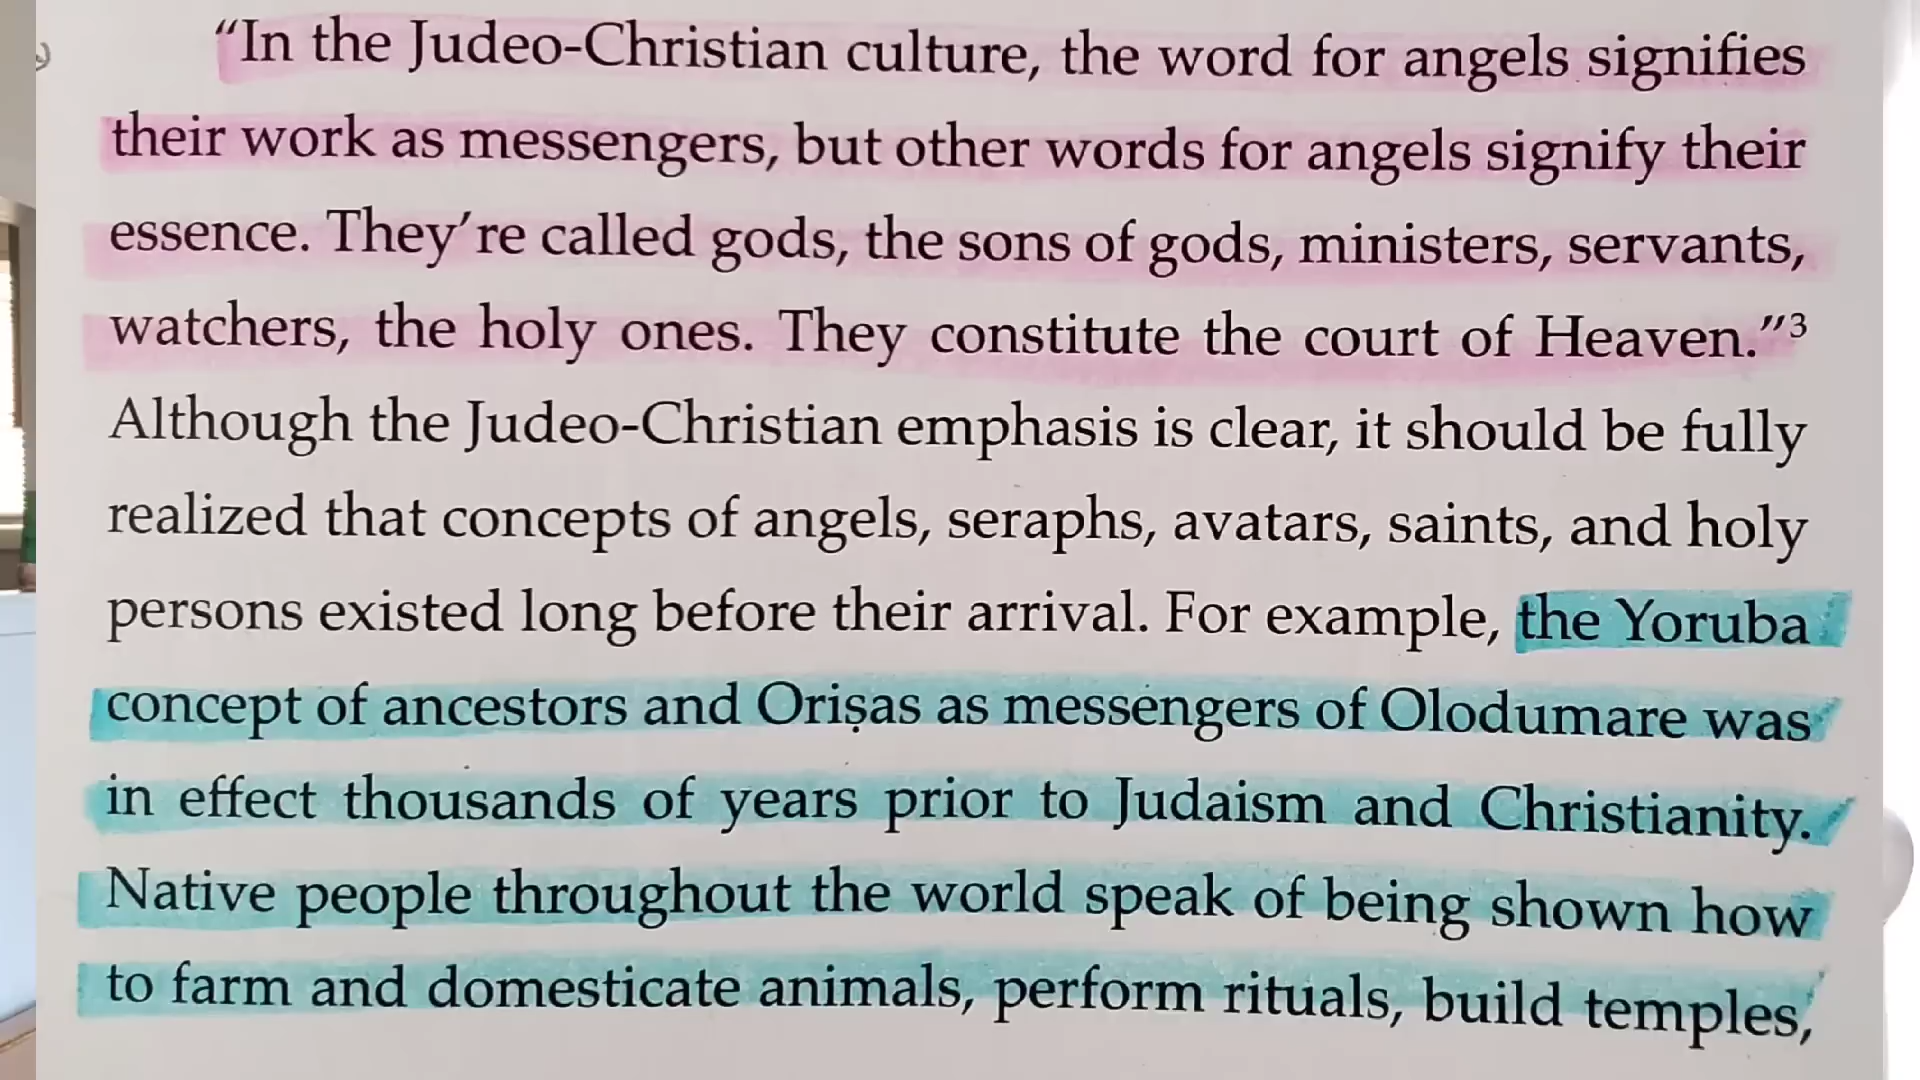 “In the Judeo-Christian culture, the word for angels signifies
their work as messengers, but other words for angels signify their
essence. They’re called gods, the sons of gods, ministers, servants,
watchers, the holy ones. They constitute the court of Heaven.”³
Although the Judeo-Christian emphasis is clear, it should be fully
realized that concepts of angels, seraphs, avatars, saints, and holy
persons existed long before their arrival. For example, the Yoruba
concept of ancestors and Oriṣas as messengers of Olodumare was
in effect thousands of years prior to Judaism and Christianity.
Native people throughout the world speak of being shown how
to farm and domesticate animals, perform rituals, build temples,